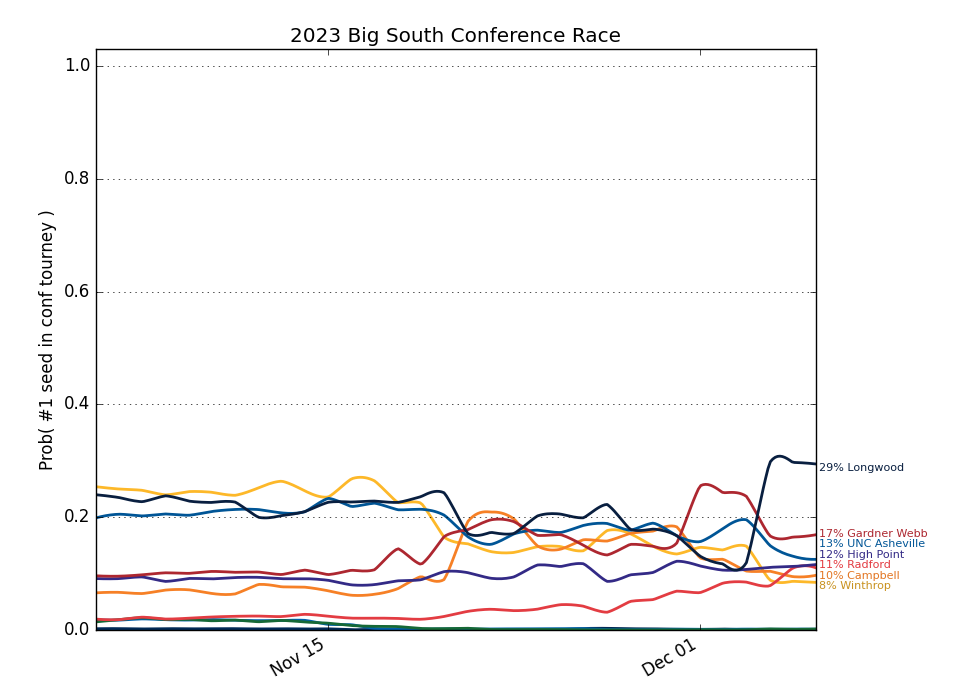 2023 Big South Conference Race
1.0
0.8
0.6
0.4
0.2
0.0
Prob( #1 seed in conf tourney )
Nov 15
Dec 01
29% Longwood
17% Gardner Webb
13% UNC Asheville
12% High Point
11% Radford
10% Campbell
8% Winthrop